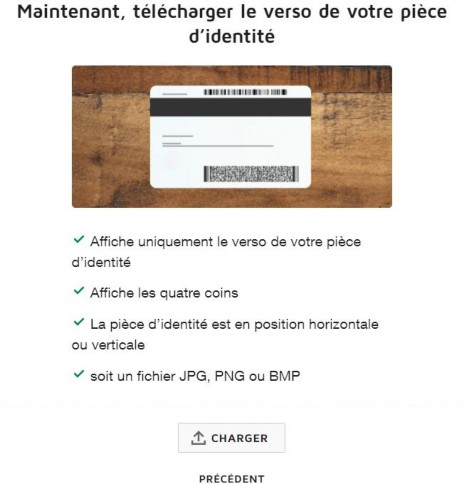 Maintenant, télécharger le verso de votre pièce
d’identité
Affiche uniquement le verso de votre pièce
d’identité
Affiche les quatre coins
La pièce d’identité est en position horizontale
ou verticale
soit un fichier JPG, PNG ou BMP
CHARGER
PRÉCÉDENT